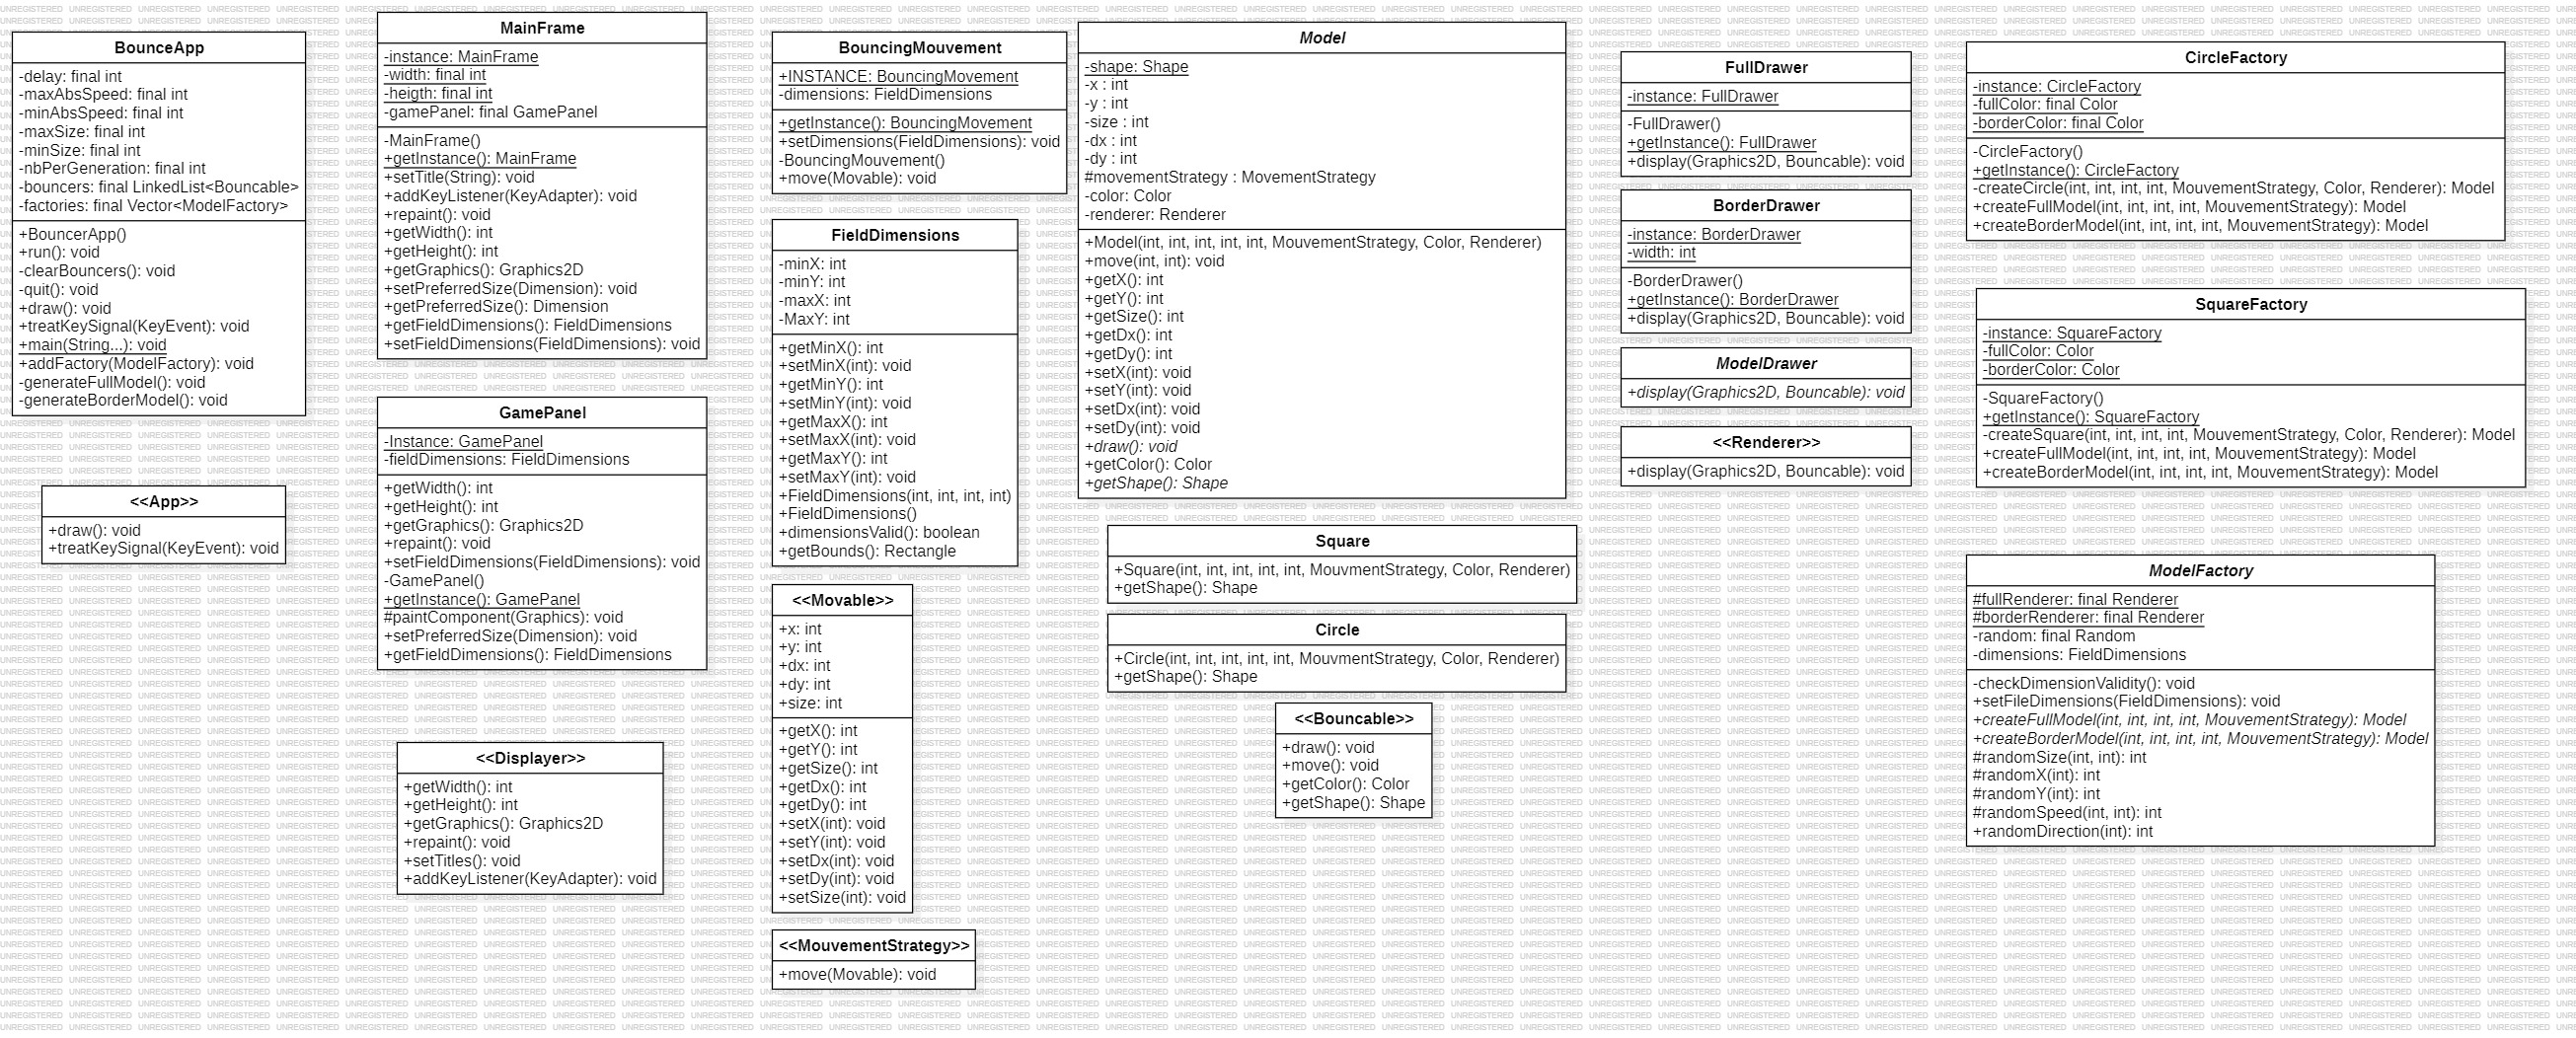 BounceApp
-delay: final int
-maxAbsSpeed: final int
-minAbsSpeed: final int
-maxSize: final int
-minSize: final int
-nbPerGeneration: final int
-bouncers: final LinkedList<Bouncable>
-factories: final Vector<ModelFactory>
+BouncerApp()
+run(): void
-clearBouncers(): void
-quit(): void
+draw(): void
+treatKeySignal(KeyEvent): void
+main(String...): void
+addFactory(ModelFactory): void
-generateFullModel(): void
-generateBorderModel(): void
<<App>>
+draw(): void
+treatKeySignal(KeyEvent): void
MainFrame
-instance: MainFrame
-width: final int
-heigth: final int
-gamePanel: final GamePanel
-MainFrame()
+getInstance(): MainFrame
+setTitle(String): void
+addKeyListener(KeyAdapter): void
+repaint(): void
+getWidth(): int
+getHeight(): int
+getGraphics(): Graphics2D
+setPreferredSize(Dimension): void
+getPreferredSize(): Dimension
+getFieldDimensions(): FieldDimensions
+setFieldDimensions(FieldDimensions): void
GamePanel
-Instance: GamePanel
-fieldDimensions: FieldDimensions
+getWidth(): int
+getHeight(): int
+getGraphics(): Graphics2D
+repaint(): void
+setFieldDimensions(FieldDimensions): void
-GamePanel()
+getInstance(): GamePanel
#paintComponent(Graphics): void
+setPreferredSize(Dimension): void
+getFieldDimensions(): FieldDimensions
<<Displayer>>
+getWidth(): int
+getHeight(): int
+getGraphics(): Graphics2D
+repaint(): void
+setTitles(): void
+addKeyListener(KeyAdapter): void
BouncingMouvement
+INSTANCE: BouncingMovement
-dimensions: FieldDimensions
+getInstance(): BouncingMovement
+setDimensions(FieldDimensions): void
-BouncingMouvement()
+move(Movable): void
FieldDimensions
-minX: int
-minY: int
-maxX: int
-MaxY: int
+getMinX(): int
+setMinX(int): void
+getMinY(): int
+setMinY(int): void
+getMaxX(): int
+setMaxX(int): void
+getMaxY(): int
+setMaxY(int): void
+FieldDimensions(int, int, int, int)
+FieldDimensions()
+dimensionsValid(): boolean
+getBounds(): Rectangle
<<Movable>>
+x: int
+y: int
+dx: int
+dy: int
+size: int
+getX(): int
+getY(): int
+getSize(): int
+getDx(): int
+getDy(): int
+setX(int): void
+setY(int): void
+setDx(int): void
+setDy(int): void
+setSize(int): void
<<MouvementStrategy>>
+move(Movable): void
Model
-shape: Shape
-x : int
-y : int
-size : int
-dx : int
-dy : int
#movementStrategy : MovementStrategy
-color: Color
-renderer: Renderer
+Model(int, int, int, int, int, MouvementStrategy, Color, Renderer)
+move(int, int): void
+getX(): int
+getY(): int
+getSize(): int
+getDx(): int
+getDy(): int
+setX(int): void
+setY(int): void
+setDx(int): void
+setDy(int): void
+draw(): void
+getColor(): Color
+getShape(): Shape
Square
+Square(int, int, int, int, int, MouvmentStrategy, Color, Renderer)
+getShape(): Shape
Circle
+Circle(int, int, int, int, int, MouvmentStrategy, Color, Renderer)
+getShape(): Shape
<<Bouncable>>
+draw(): void
+move(): void
+getColor(): Color
+getShape(): Shape
FullDrawer
-instance: FullDrawer
-FullDrawer()
+getInstance(): FullDrawer
+display(Graphics2D, Bouncable): void
BorderDrawer
-instance: BorderDrawer
-width: int
-BorderDrawer()
+getInstance(): BorderDrawer
+display(Graphics2D, Bouncable): void
ModelDrawer
+display(Graphics2D, Bouncable): void
<<Renderer>>
+display(Graphics2D, Bouncable): void
CircleFactory
-instance: CircleFactory
-fullColor: final Color
-borderColor: final Color
-CircleFactory()
+getInstance(): CircleFactory
-createCircle(int, int, int, int, MouvementStrategy, Color, Renderer): Model
+createFullModel(int, int, int, int, MouvementStrategy): Model
+createBorderModel(int, int, int, int, MouvementStrategy): Model
SquareFactory
-instance: SquareFactory
-fullColor: Color
-borderColor: Color
-SquareFactory()
+getInstance(): SquareFactory
-createSquare(int, int, int, int, MouvementStrategy, Color, Renderer): Model
+createFullModel(int, int, int, int, MouvementStrategy): Model
+createBorderModel(int, int, int, int, MouvementStrategy): Model
ModelFactory
#fullRenderer: final Renderer
#borderRenderer: final Renderer
-random: final Random
-dimensions: FieldDimensions
-checkDimensionValidity(): void
+setFileDimensions(FieldDimensions): void
+createFullModel(int, int, int, int, MouvementStrategy): Model
+createBorderModel(int, int, int, int, MouvementStrategy): Model
#randomSize(int, int): int
#randomX(int): int
#randomY(int): int
#randomSpeed(int, int): int
+randomDirection(int): int
UNREGISTERED